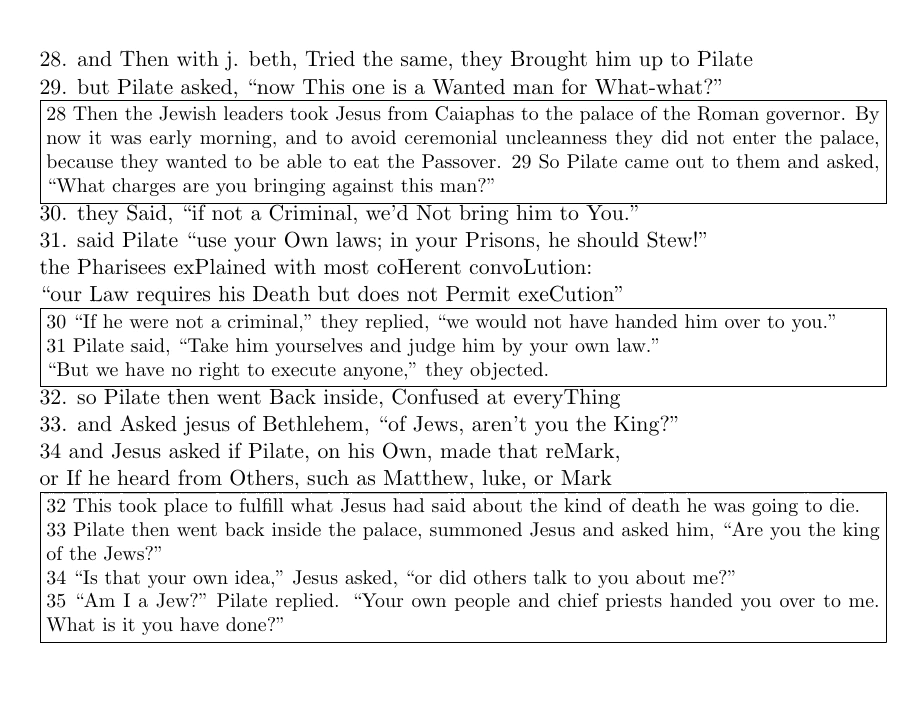 28. and Then with j. beth, Tried the same, they Brought him up to Pilate
29. but Pilate asked, “now This one is a Wanted man for What-what?”
28 Then the Jewish leaders took Jesus from Caiaphas to the palace of the Roman governor. By
now it was early morning, and to avoid ceremonial uncleanness they did not enter the palace,
because they wanted to be able to eat the Passover. 29 So Pilate came out to them and asked,
“What charges are you bringing against this man?”
30. they Said, “if not a Criminal, we’d Not bring him to You.”
31. said Pilate “use your Own laws; in your Prisons, he should Stew!”
the Pharisees exPlained with most coHerent convoLution:
“our Law requires his Death but does not Permit exeCution”
30 “If he were not a criminal,” they replied, “we would not have handed him over to you.”
31 Pilate said, “Take him yourselves and judge him by your own law.”
“But we have no right to execute anyone,” they objected.
32. so Pilate then went Back inside, Confused at everyThing
33. and Asked jesus of Bethlehem, “of Jews, aren’t you the King?”
34 and Jesus asked if Pilate, on his Own, made that reMark,
or If he heard from Others, such as Matthew, luke, or Mark
32 This took place to fulfill what Jesus had said about the kind of death he was going to die.
33 Pilate then went back inside the palace, summoned Jesus and asked him, “Are you the king
of the Jews?”
34 “Is that your own idea,” Jesus asked, “or did others talk to you about me?”
35 “Am I a Jew?” Pilate replied. “Your own people and chief priests handed you over to me.
What is it you have done?”